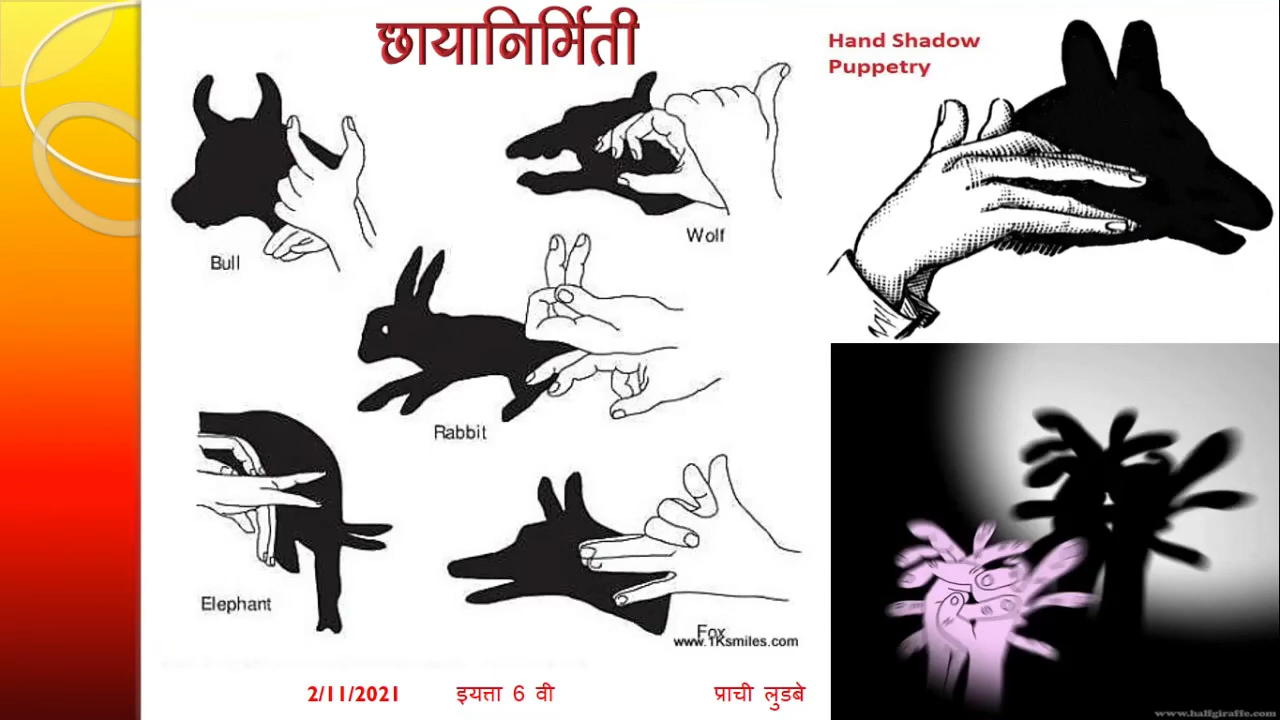 छायानिर्मिती
Hand Shadow
Puppetry
Bull
Wolf
Rabbit
Elephant
Fox
www.1Ksmiles.com
2/11/2021 इयत्ता 6 वी प्राची लुडबे
www.halfgiraffe.com